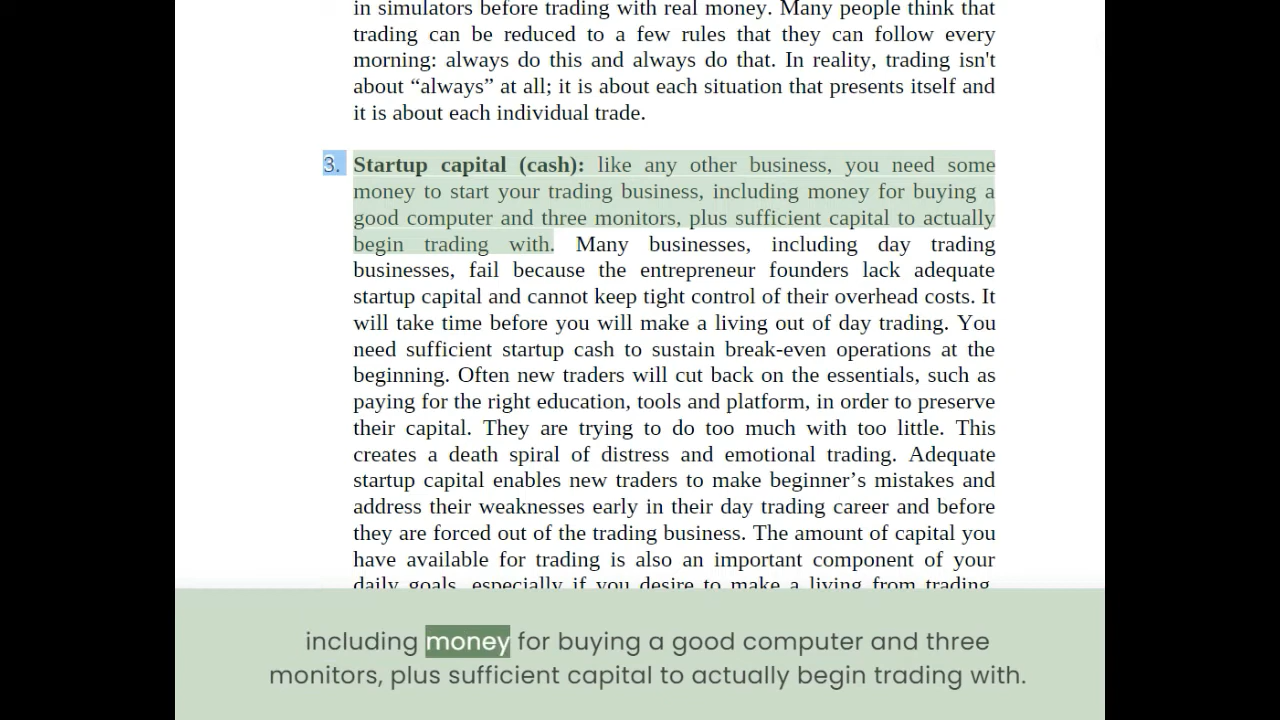 in simulators before trading with real money. Many people think that
trading can be reduced to a few rules that they can follow every
morning: always do this and always do that. In reality, trading isn't
about “always” at all; it is about each situation that presents itself and
it is about each individual trade.
3. Startup capital (cash): like any other business, you need some
money to start your trading business, including money for buying a
good computer and three monitors, plus sufficient capital to actually
begin trading with. Many businesses, including day trading
businesses, fail because the entrepreneur founders lack adequate
startup capital and cannot keep tight control of their overhead costs. It
will take time before you will make a living out of day trading. You
need sufficient startup cash to sustain break-even operations at the
beginning. Often new traders will cut back on the essentials, such as
paying for the right education, tools and platform, in order to preserve
their capital. They are trying to do too much with too little. This
creates a death spiral of distress and emotional trading. Adequate
startup capital enables new traders to make beginner’s mistakes and
address their weaknesses early in their day trading career and before
they are forced out of the trading business. The amount of capital you
have available for trading is also an important component of your
daily goals, especially if you desire to make a living from trading.
including money for buying a good computer and three
monitors, plus sufficient capital to actually begin trading with.